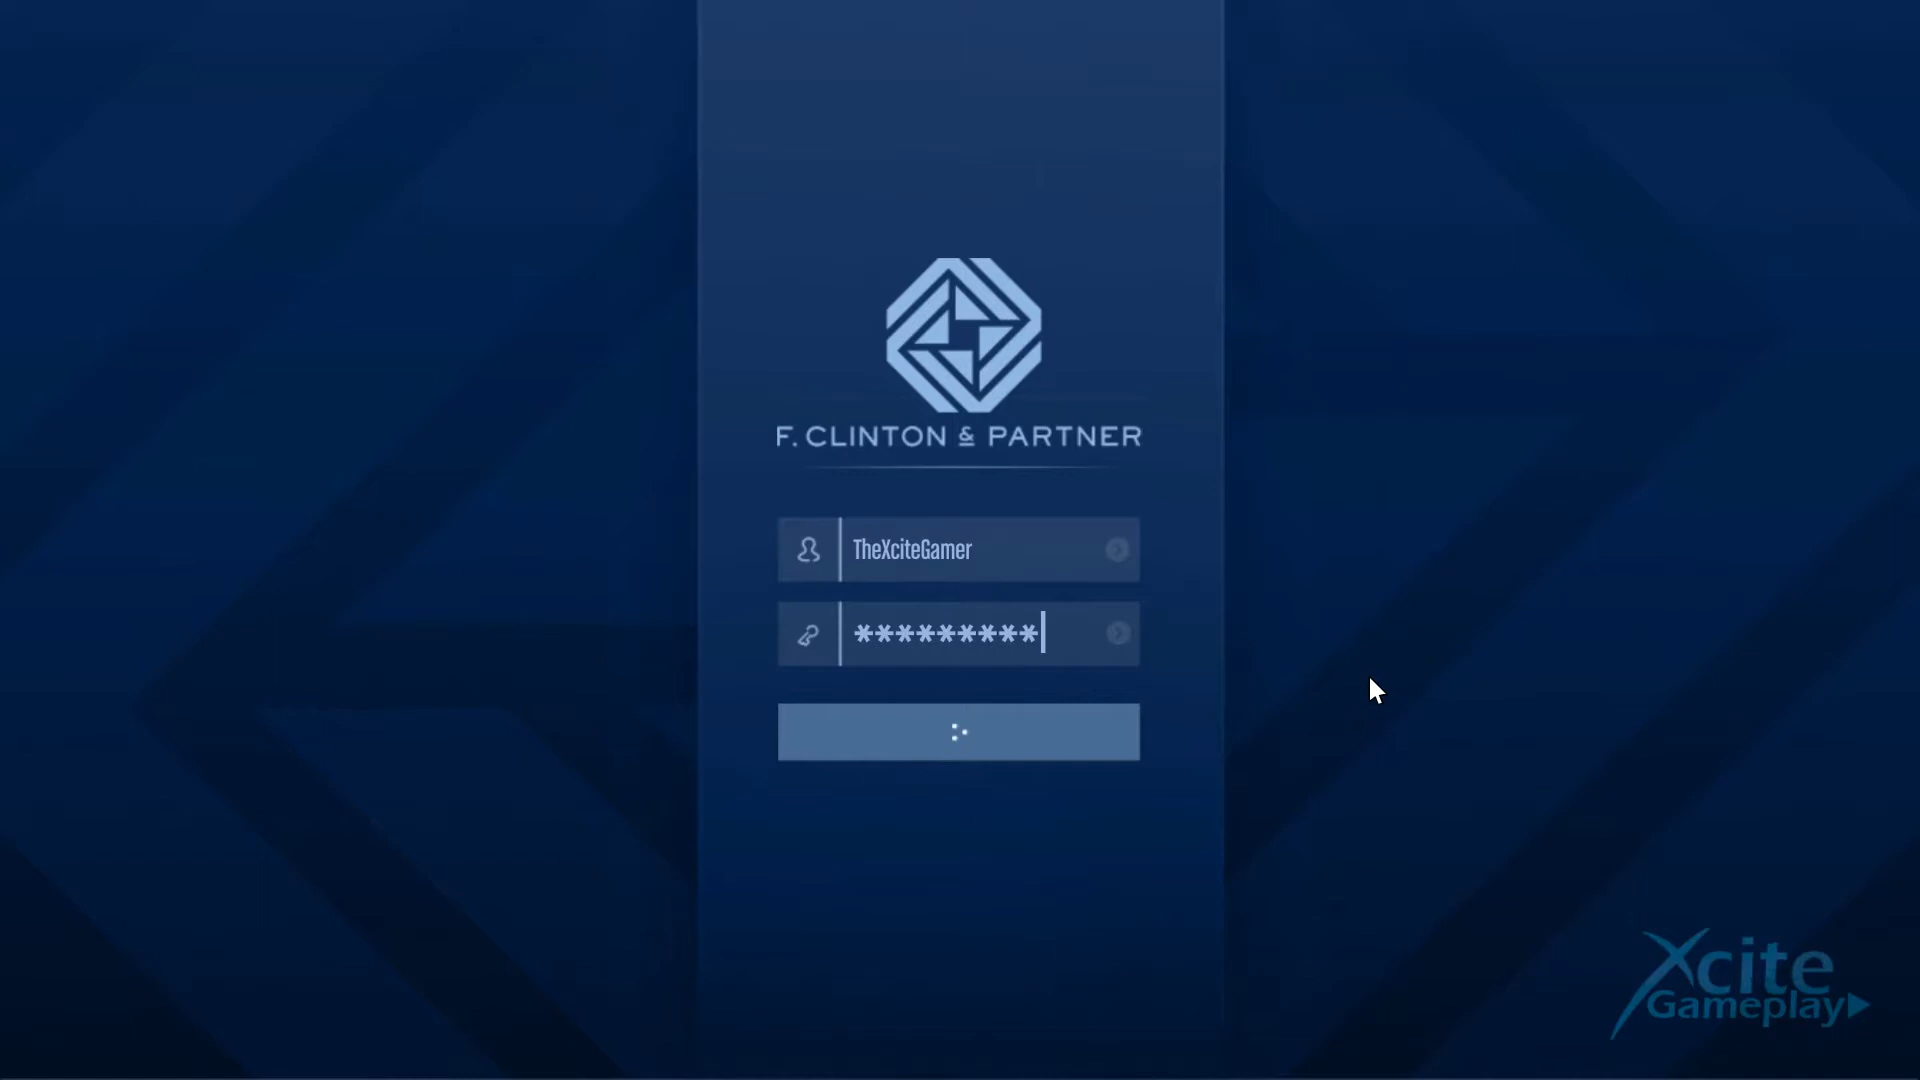 F. CLINTON & PARTNER
TheXciteGamer
*********
Xcite
Gameplay